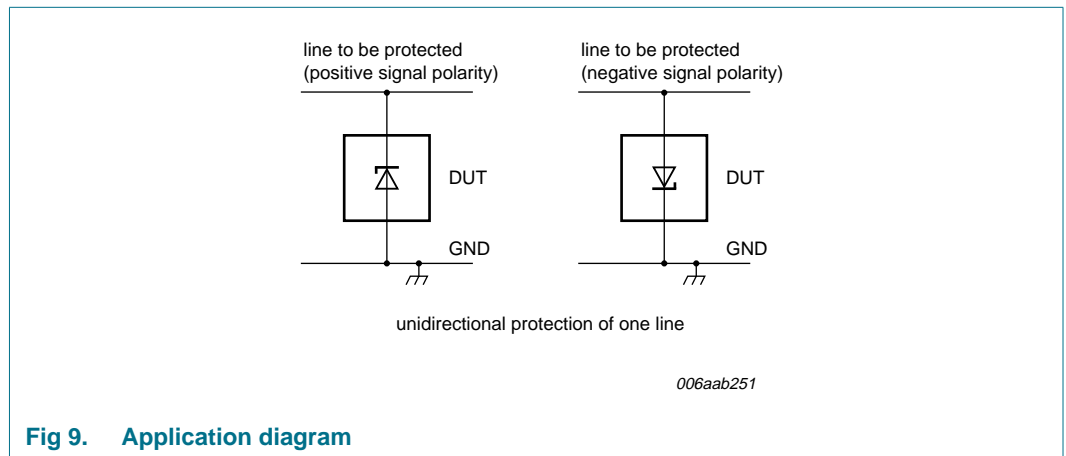 line to be protected
(positive signal polarity)
line to be protected
(negative signal polarity)
DUT
DUT
GND
GND
unidirectional protection of one line
006aab251
Fig 9. Application diagram